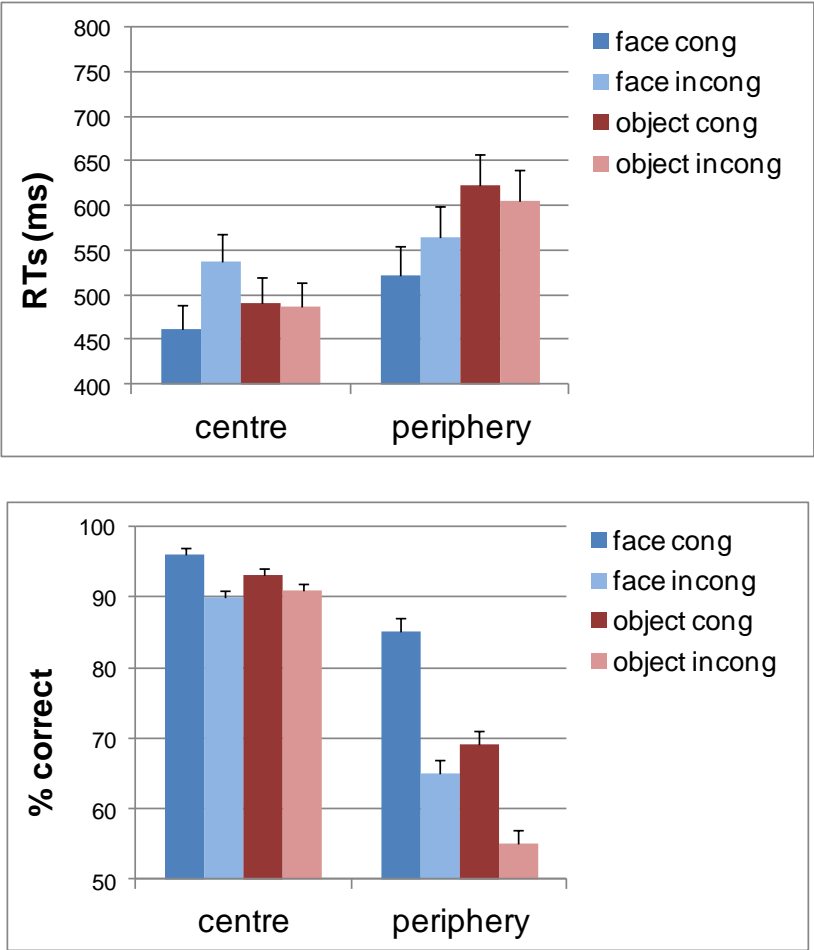 800
750
700
650
600
550
500
450
400
RTs (ms)
centre periphery
face cong
face incong
object cong
object incong
100
90
80
70
60
50
% correct
centre periphery
face cong
face incong
object cong
object incong